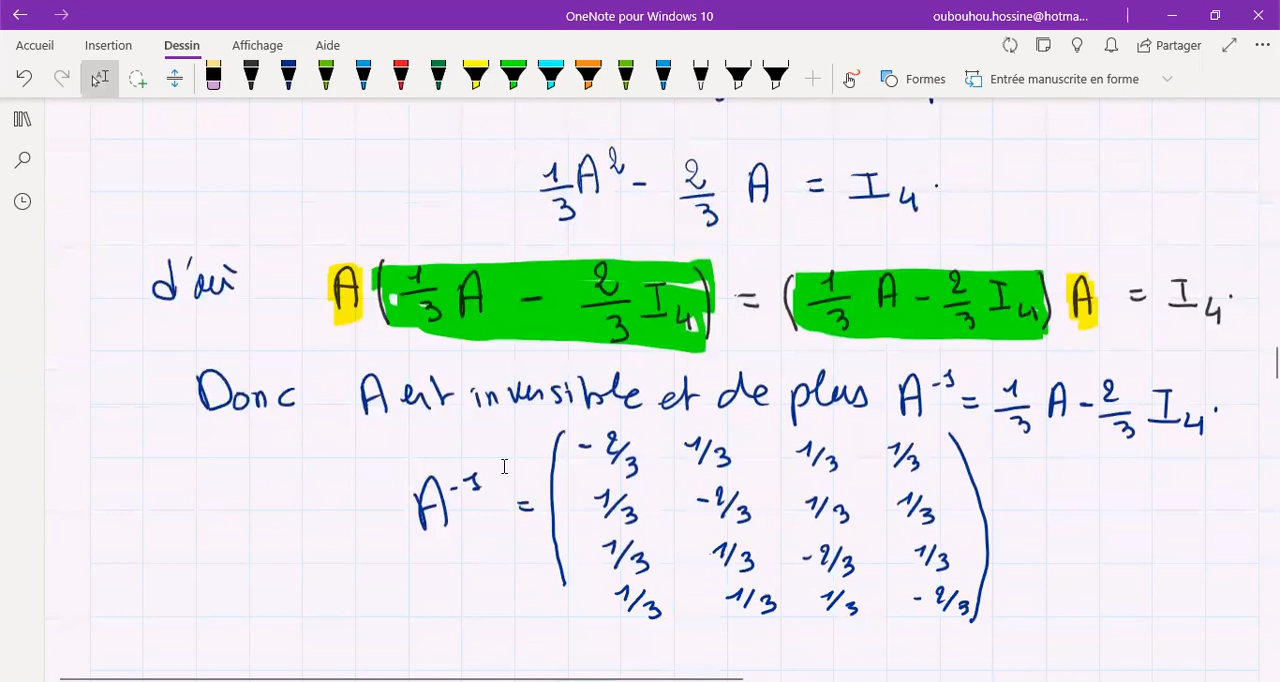 OneNote pour Windows 10
oubouhou.hossine@hotma...
Accueil Insertion Dessin Affichage Aide
Partager
Formes
Entrée manuscrite en forme
1/3 A² - 2/3 A = I₄.
d'où A(1/3 A - 2/3 I₄) = (1/3 A - 2/3 I₄) A = I₄.
Donc A est inversible et de plus A⁻¹ = 1/3 A - 2/3 I₄.
A⁻¹ =
-2/3 1/3 1/3 1/3
1/3 -2/3 1/3 1/3
1/3 1/3 -2/3 1/3
1/3 1/3 1/3 -2/3